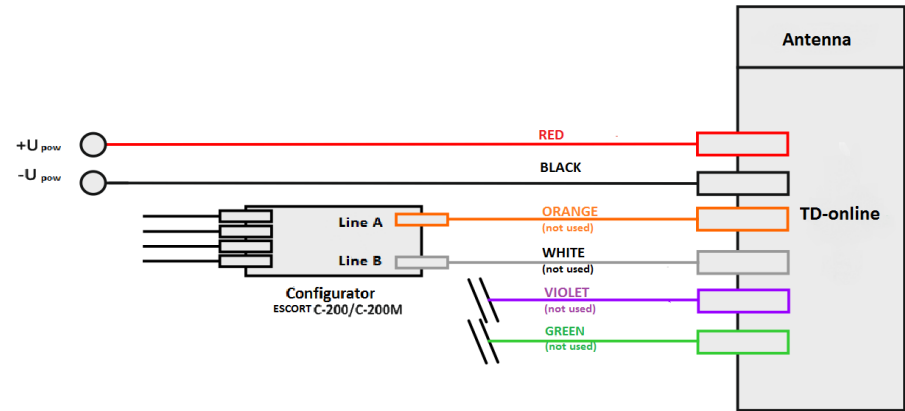 Antenna
+U pow
RED
-U pow
BLACK
Line A
ORANGE
(not used)
TD-online
Line B
WHITE
(not used)
Configurator
ESCORT C-200/C-200M
VIOLET
(not used)
GREEN
(not used)